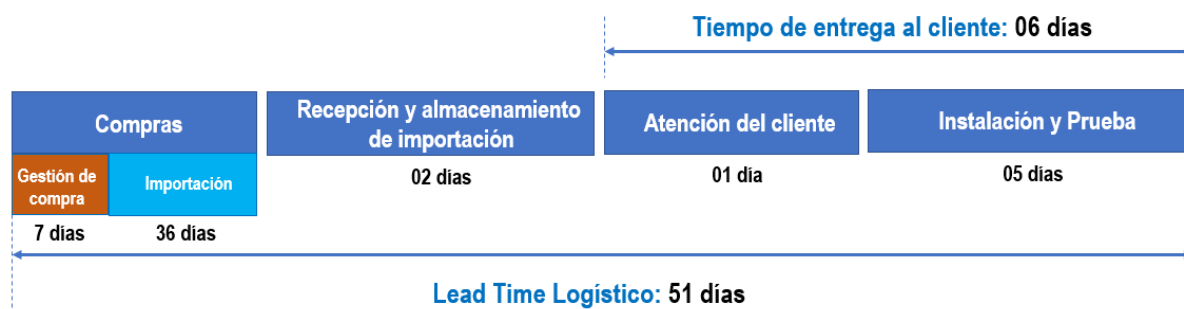 Tiempo de entrega al cliente: 06 días
Compras
Recepción y almacenamiento
de importación
Atención del cliente
Instalación y Prueba
Gestión de
compra
Importación
02 días
01 dia
05 días
7 días
36 días
Lead Time Logístico: 51 días